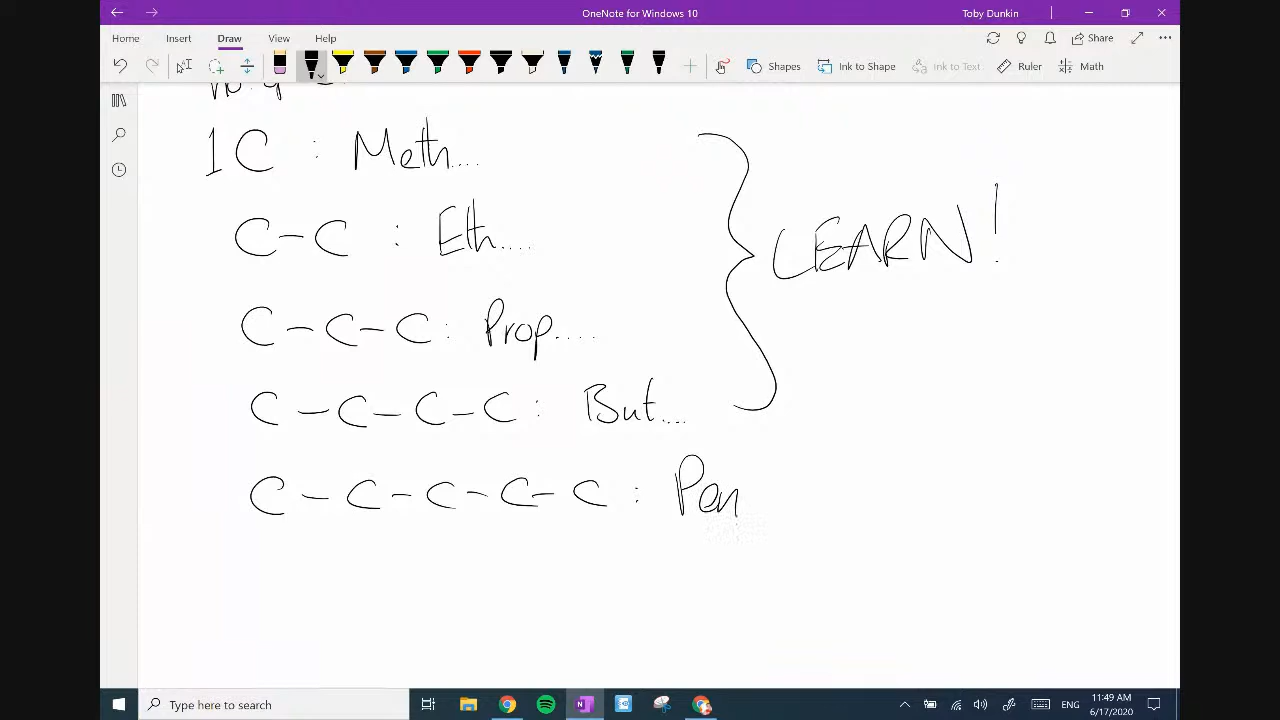 OneNote for Windows 10
Toby Dunkin
Home Insert Draw View Help
Share
Shapes Ink to Shape Ink to Text Ruler Math
1C : Meth...
C-C : Eth....
C-C-C : Prop....
C-C-C-C : But...
C-C-C-C-C : Pen
LEARN!
Type here to search
ENG
11:49 AM
6/17/2020